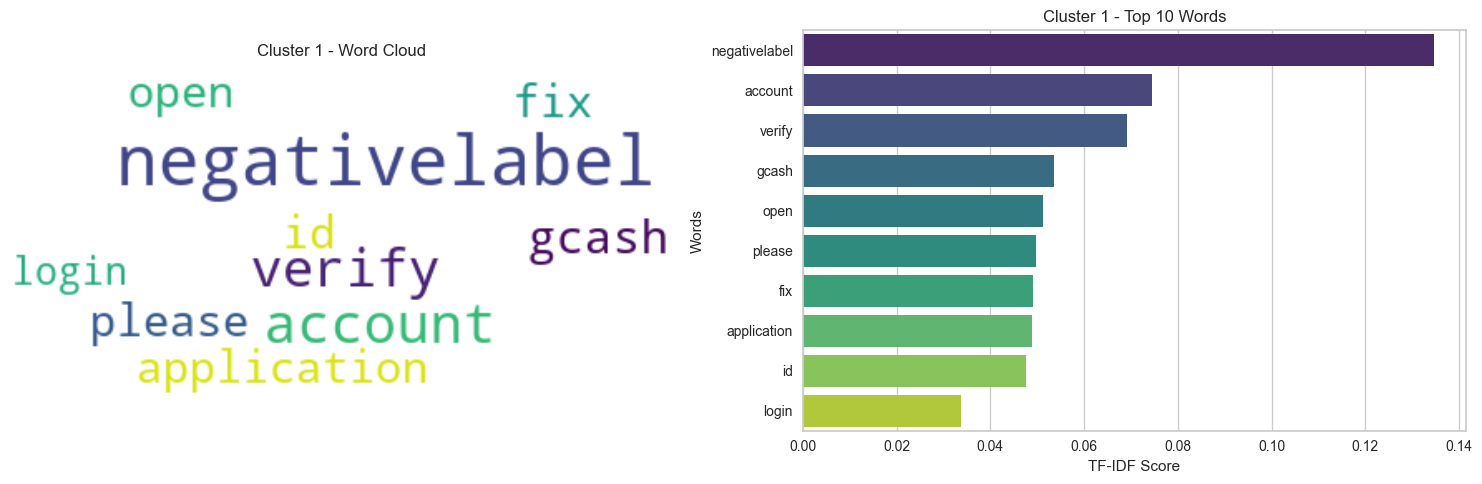 Cluster 1 - Word Cloud
open
fix
negativelabel
id
gcash
login
verify
please
account
application
Cluster 1 - Top 10 Words
Words
negativelabel
account
verify
gcash
open
please
fix
application
id
login
0.00 0.02 0.04 0.06 0.08 0.10 0.12 0.14
TF-IDF Score